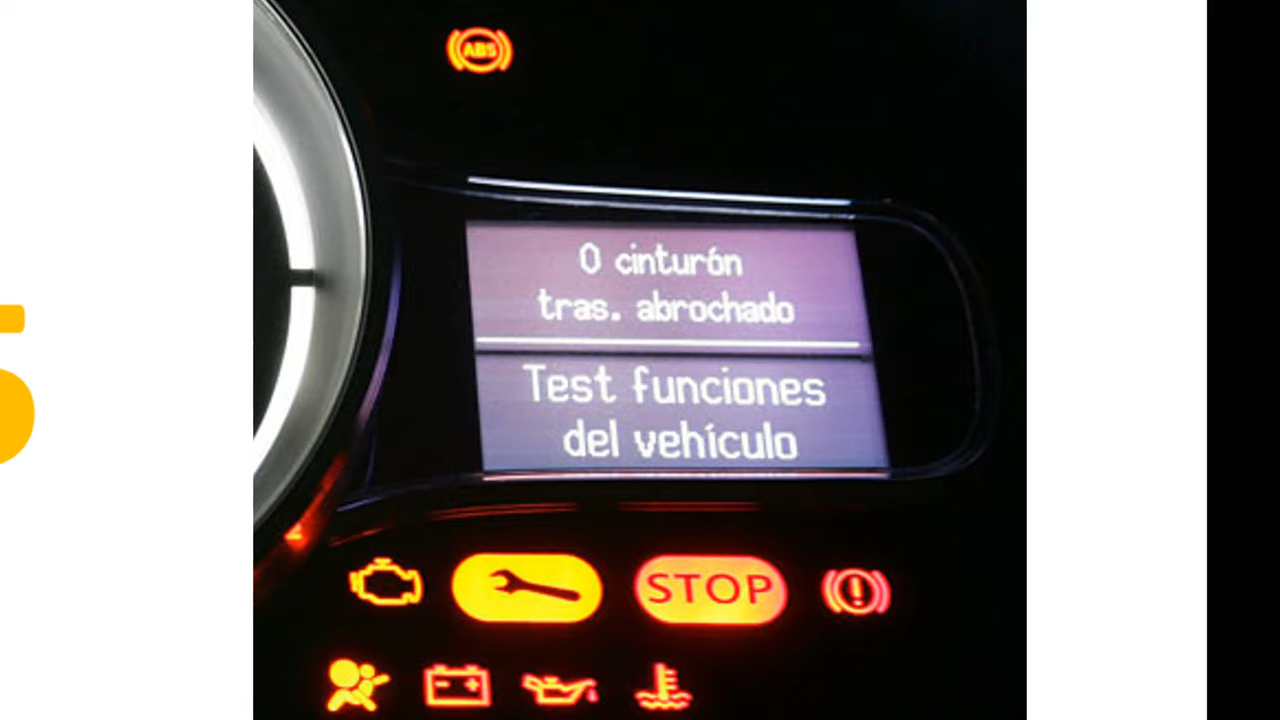 ABS
0 cinturón
tras. abrochado
Test funciones
del vehículo
STOP